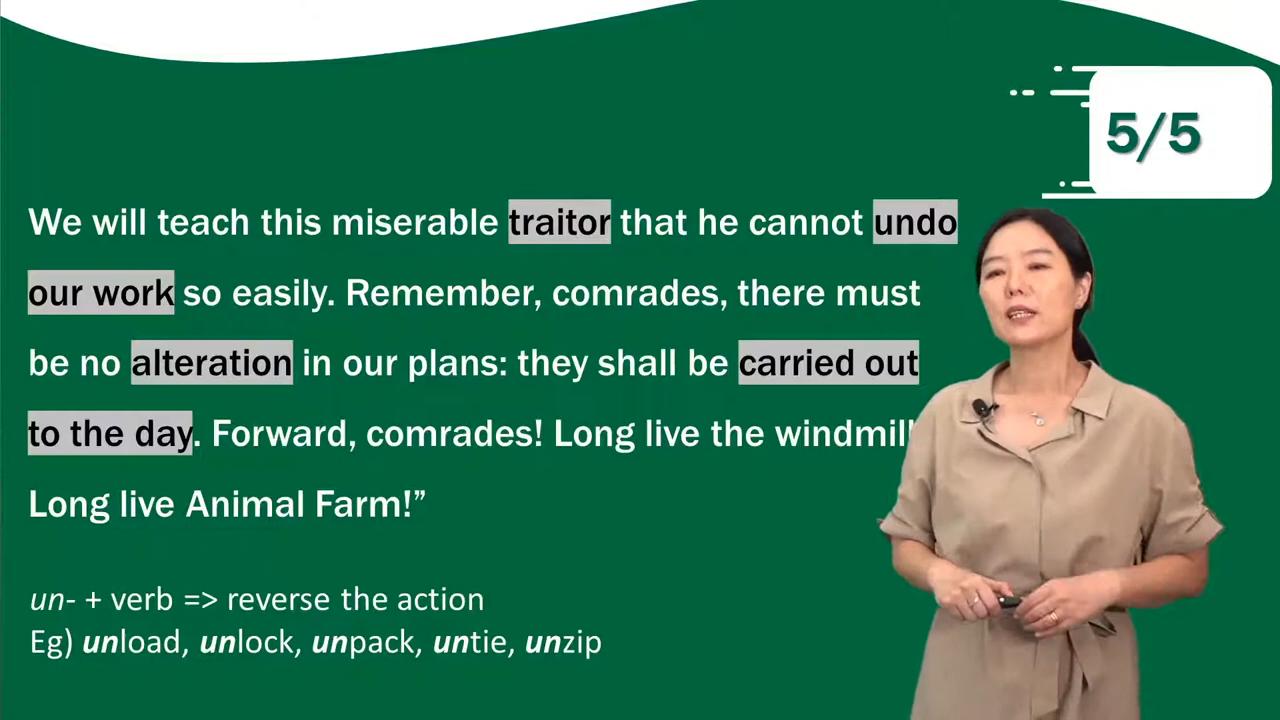 5/5
We will teach this miserable traitor that he cannot undo
our work so easily. Remember, comrades, there must
be no alteration in our plans: they shall be carried out
to the day. Forward, comrades! Long live the windmill
Long live Animal Farm!”
un- + verb => reverse the action
Eg) unload, unlock, unpack, untie, unzip